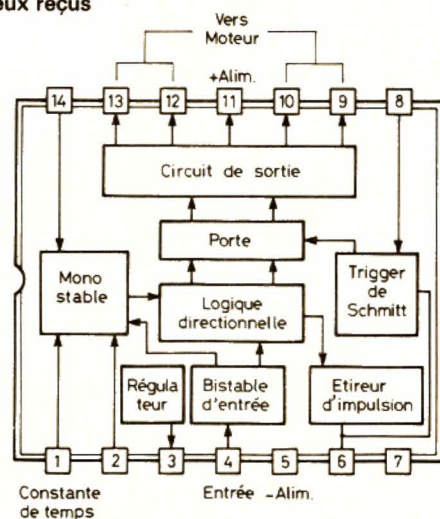 eux reçus
Vers
Moteur
+Alim.
14 13 12 11 10 9 8
Circuit de sortie
Porte
Mono
stable
Logique
directionnelle
Trigger
de
Schmitt
Régula
teur
Bistable
d'entrée
Etireur
d'impulsion
1 2 3 4 5 6 7
Constante
de temps
Entrée -Alim.